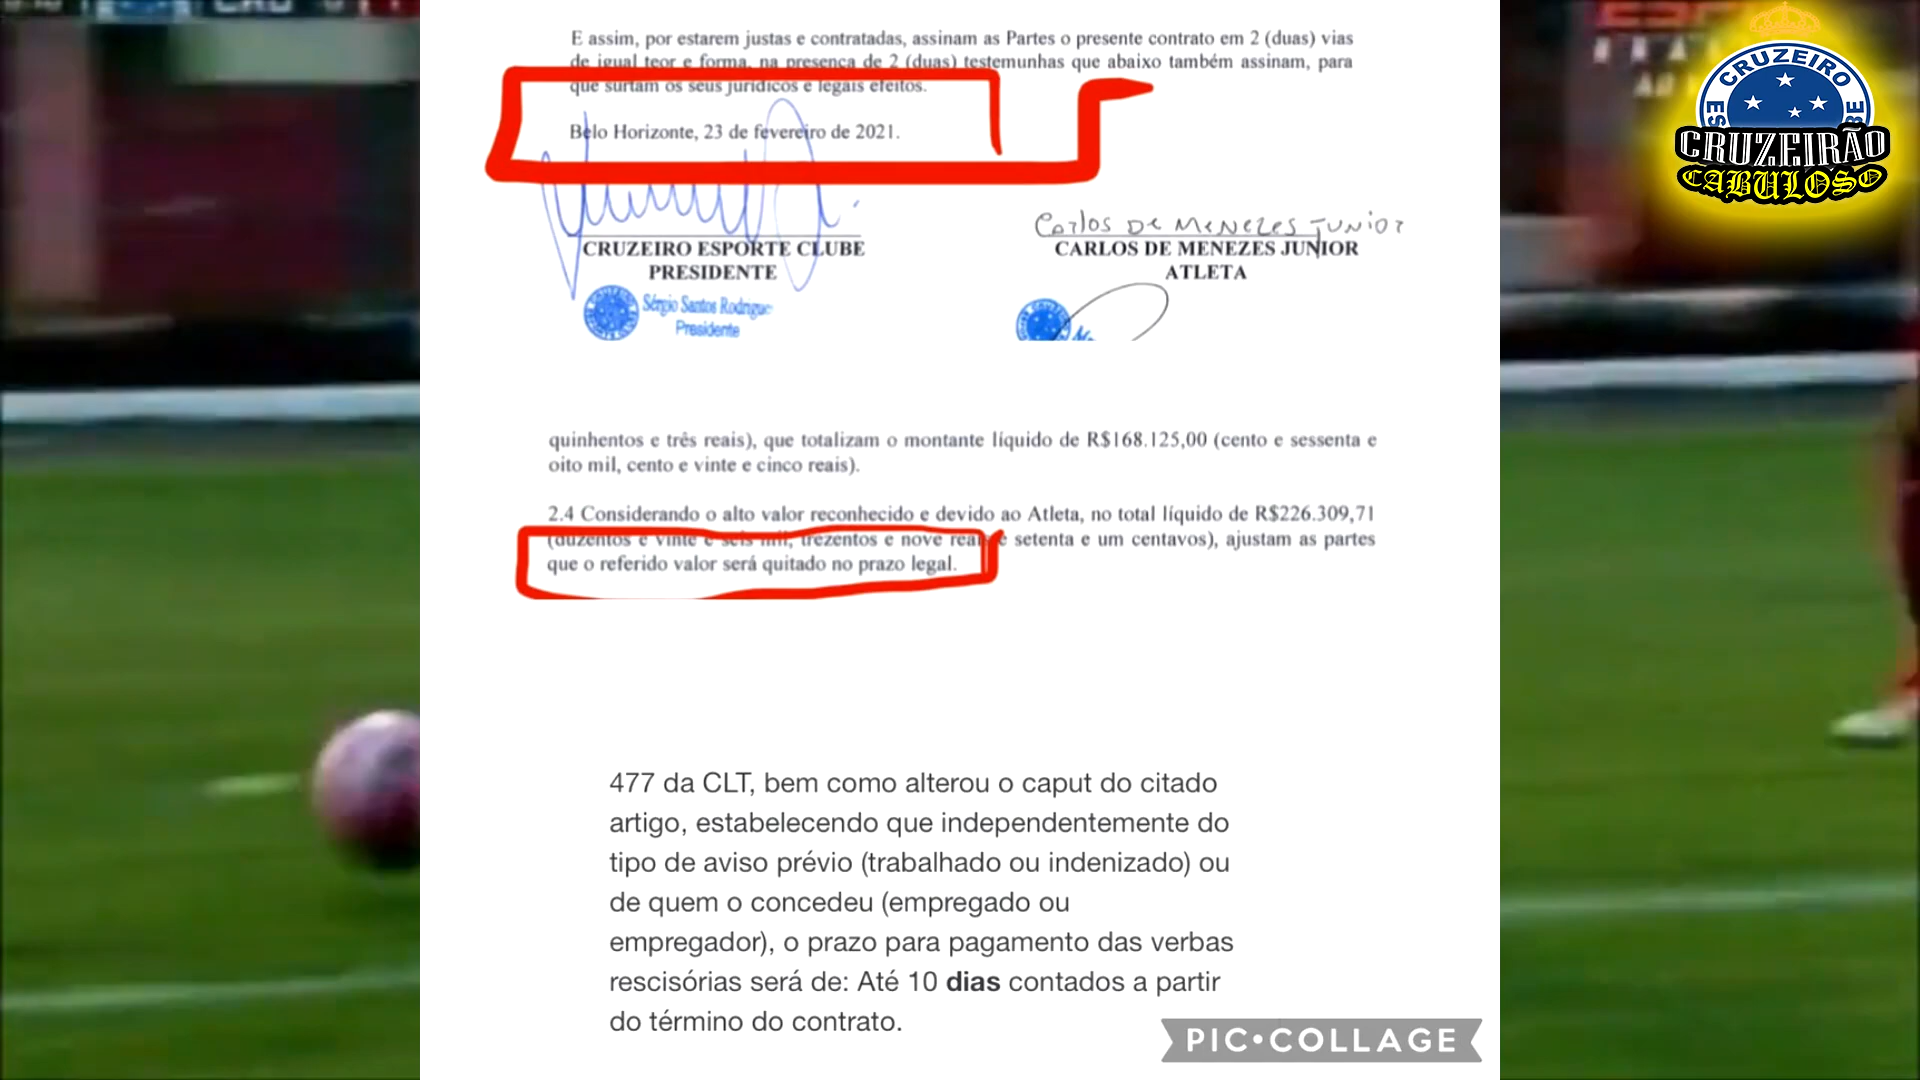 E assim, por estarem justas e contratadas, assinam as Partes o presente contrato em 2 (duas) vias
de igual teor e forma, na presença de 2 (duas) testemunhas que abaixo também assinam, para
que surtam os seus jurídicos e legais efeitos.
Belo Horizonte, 23 de fevereiro de 2021.
Carlos De Menezes Junior
CRUZEIRO ESPORTE CLUBE
PRESIDENTE
CARLOS DE MENEZES JUNIOR
ATLETA
Sérgio Santos Rodrigue
Presidente
quinhentos e três reais), que totalizam o montante líquido de R$168.125,00 (cento e sessenta e
oito mil, cento e vinte e cinco reais).
2.4 Considerando o alto valor reconhecido e devido ao Atleta, no total líquido de R$226.309,71
(duzentos e vinte e seis mil, trezentos e nove reais e setenta e um centavos), ajustam as partes
que o referido valor será quitado no prazo legal.
477 da CLT, bem como alterou o caput do citado
artigo, estabelecendo que independentemente do
tipo de aviso prévio (trabalhado ou indenizado) ou
de quem o concedeu (empregado ou
empregador), o prazo para pagamento das verbas
rescisórias será de: Até 10 dias contados a partir
do término do contrato.
PIC•COLLAGE
CRUZEIRO
CRUZEIRÃO
CABULOSO